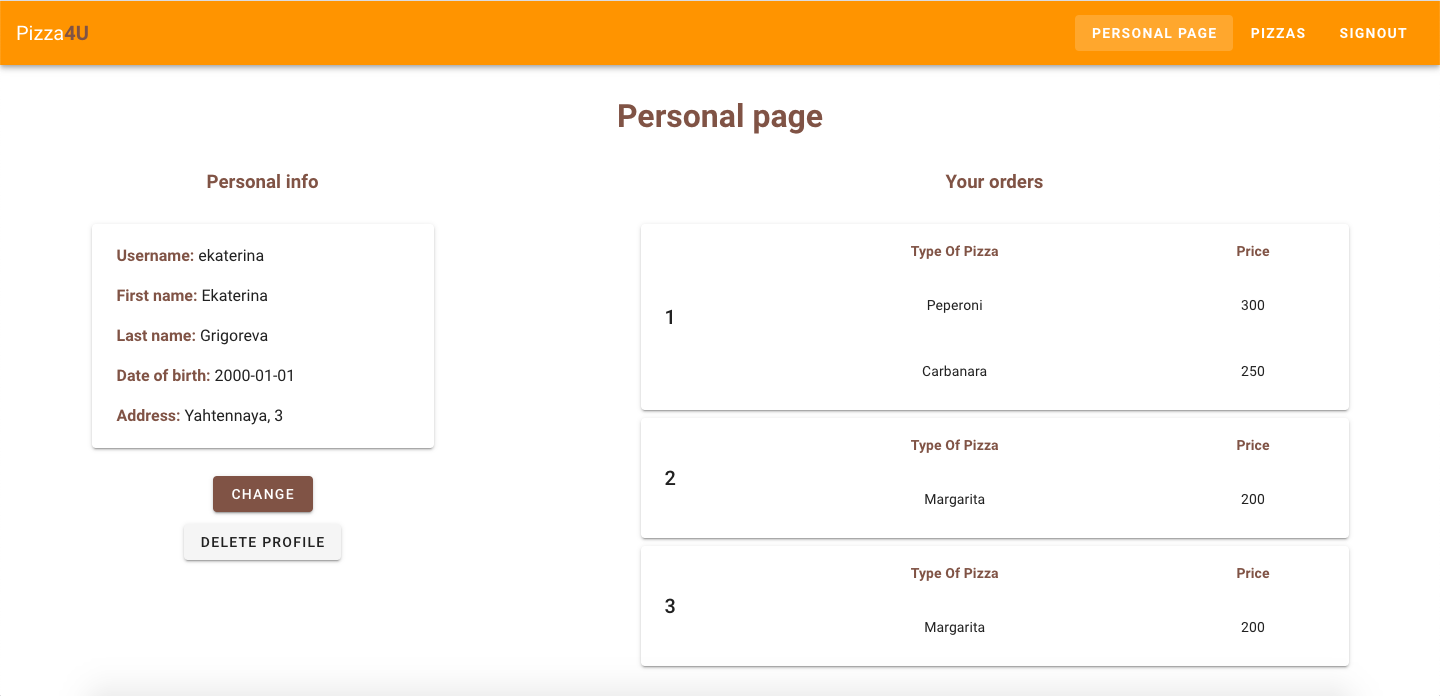 Pizza4U
PERSONAL PAGE PIZZAS SIGNOUT
Personal page
Personal info
Username: ekaterina
First name: Ekaterina
Last name: Grigoreva
Date of birth: 2000-01-01
Address: Yahtennaya, 3
CHANGE
DELETE PROFILE
Your orders
1
Type Of Pizza Price
Peperoni 300
Carbanara 250
2
Type Of Pizza Price
Margarita 200
3
Type Of Pizza Price
Margarita 200